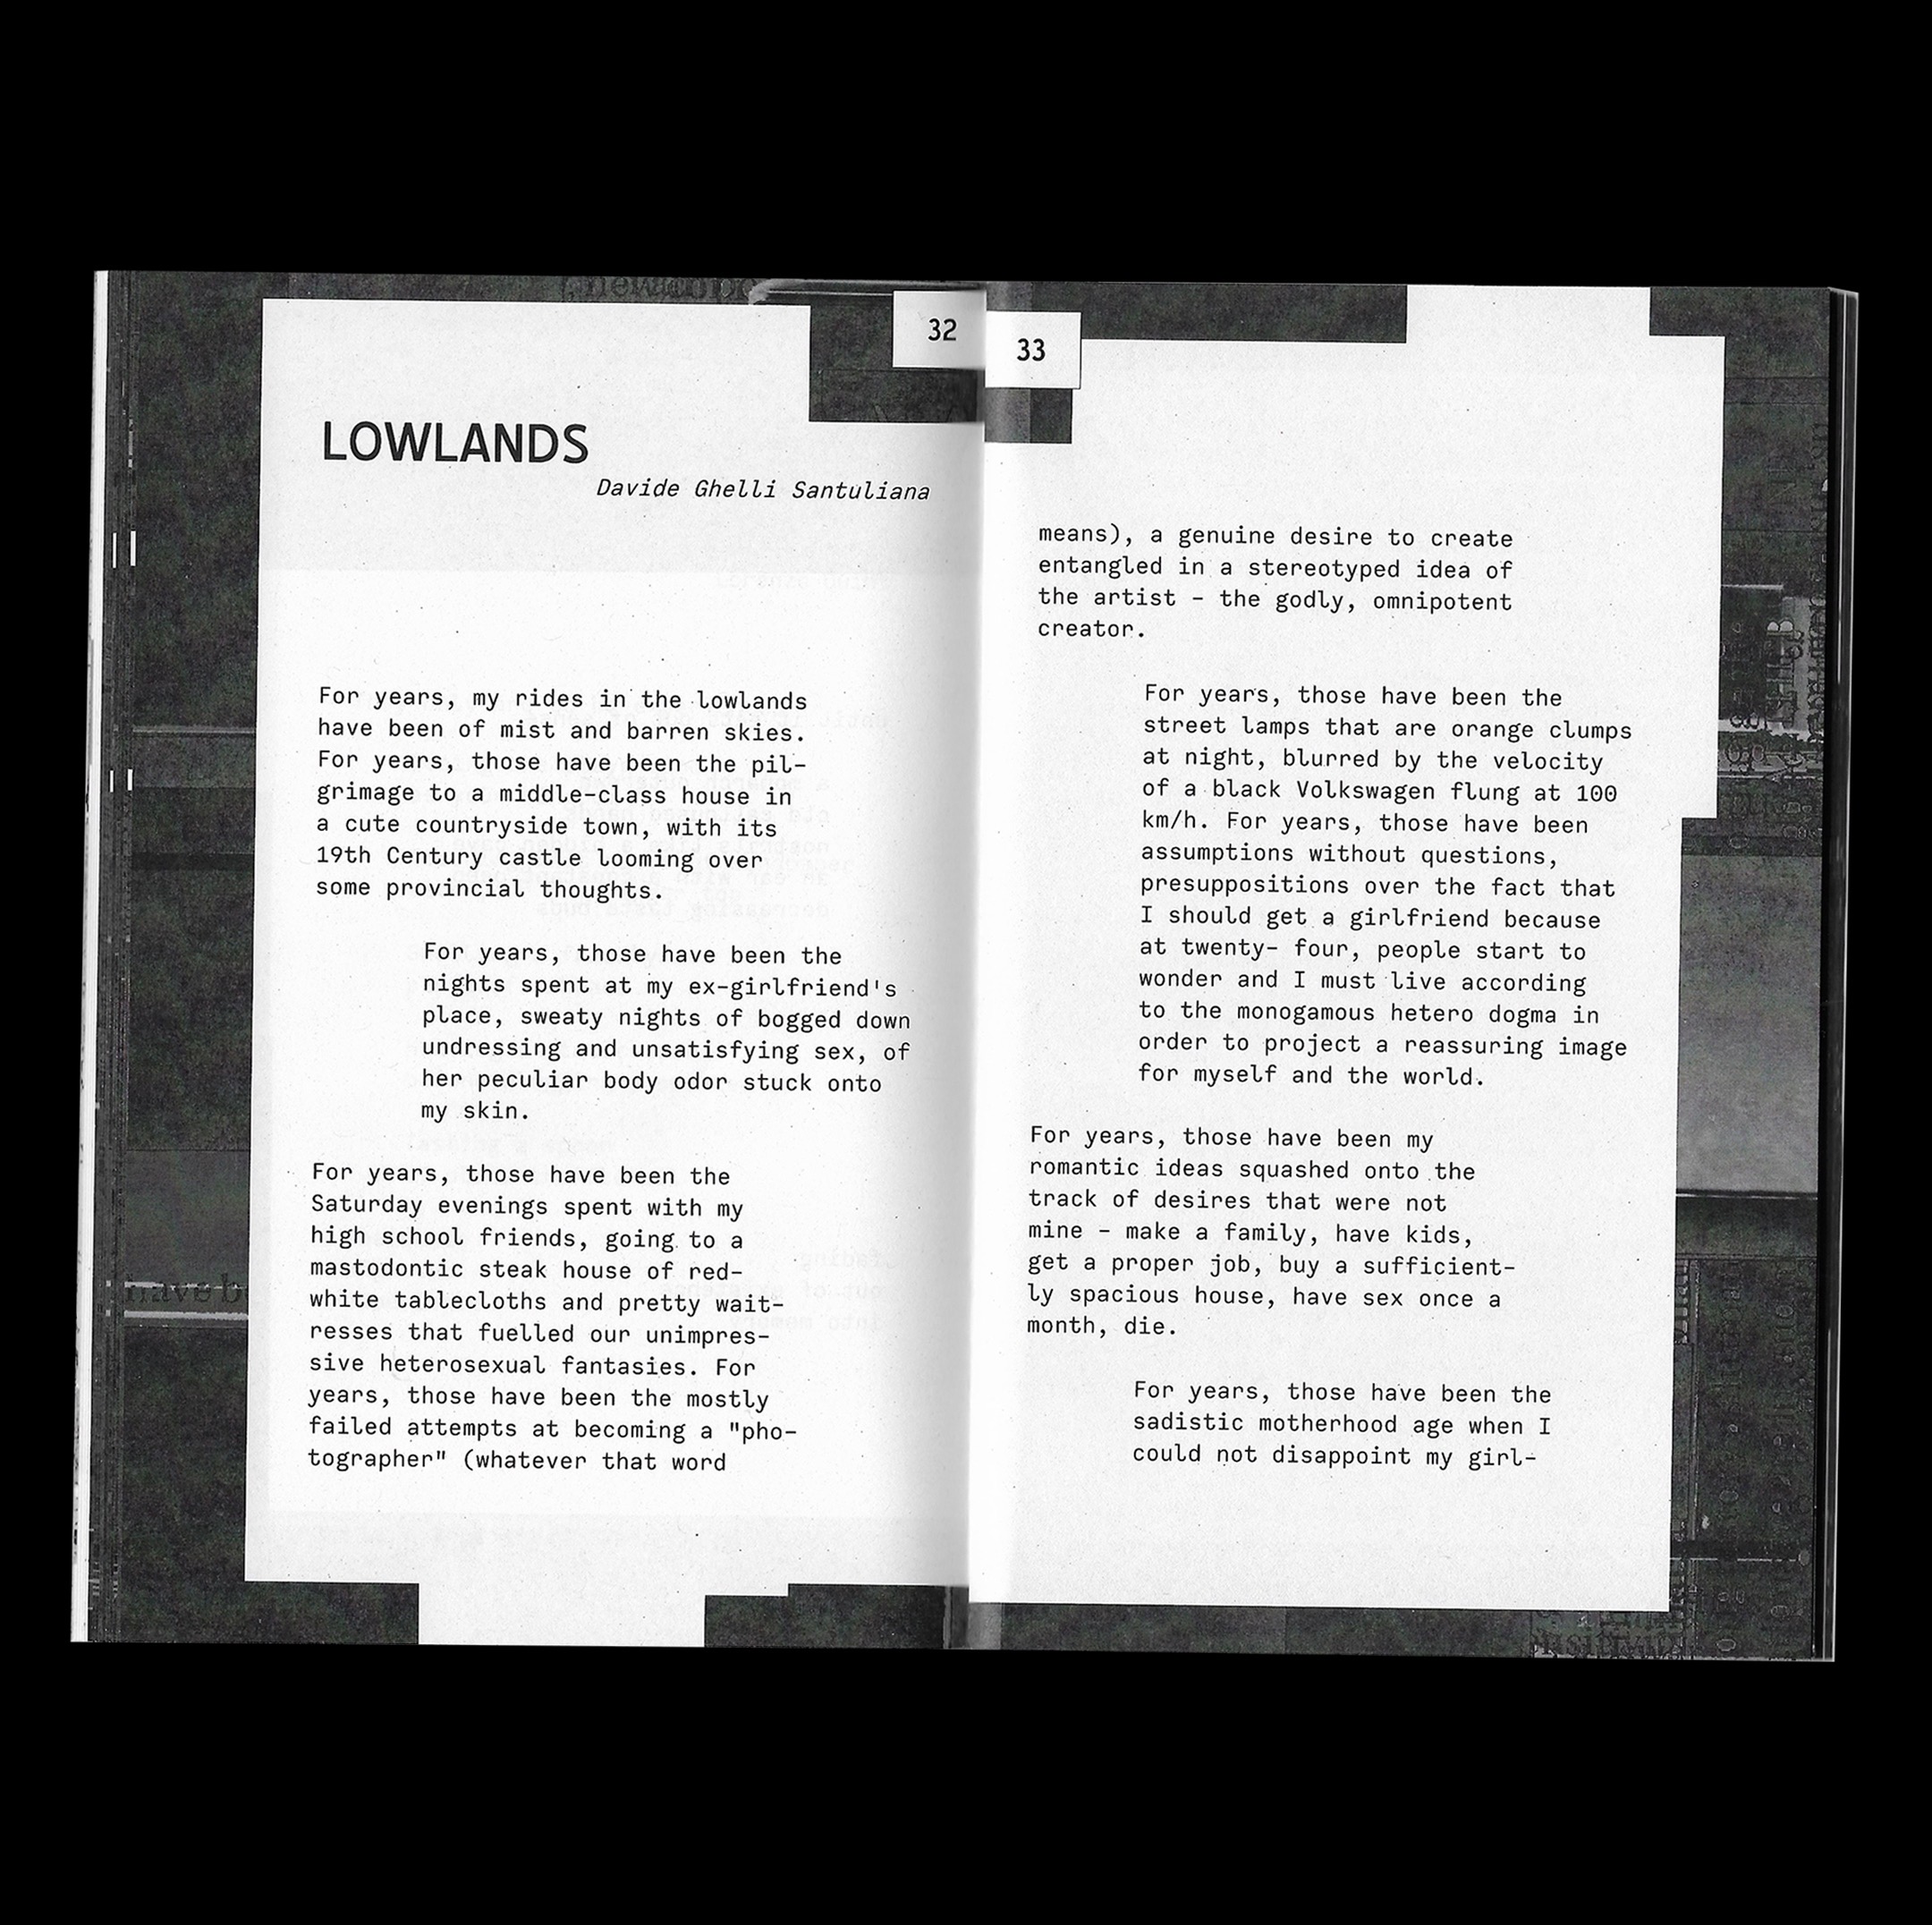 32
LOWLANDS
Davide Ghelli Santuliana
For years, my rides in the lowlands
have been of mist and barren skies.
For years, those have been the pil-
grimage to a middle-class house in
a cute countryside town, with its
19th Century castle looming over
some provincial thoughts.
For years, those have been the
nights spent at my ex-girlfriend's
place, sweaty nights of bogged down
undressing and unsatisfying sex, of
her peculiar body odor stuck onto
my skin.
For years, those have been the
Saturday evenings spent with my
high school friends, going to a
mastodontic steak house of red-
white tablecloths and pretty wait-
resses that fuelled our unimpres-
sive heterosexual fantasies. For
years, those have been the mostly
failed attempts at becoming a "pho-
tographer" (whatever that word
have b
33
means), a genuine desire to create
entangled in a stereotyped idea of
the artist - the godly, omnipotent
creator.
For years, those have been the
street lamps that are orange clumps
at night, blurred by the velocity
of a black Volkswagen flung at 100
km/h. For years, those have been
assumptions without questions,
presuppositions over the fact that
I should get a girlfriend because
at twenty- four, people start to
wonder and I must live according
to the monogamous hetero dogma in
order to project a reassuring image
for myself and the world.
For years, those have been my
romantic ideas squashed onto the
track of desires that were not
mine - make a family, have kids,
get a proper job, buy a sufficient-
ly spacious house, have sex once a
month, die.
For years, those have been the
sadistic motherhood age when I
could not disappoint my girl-